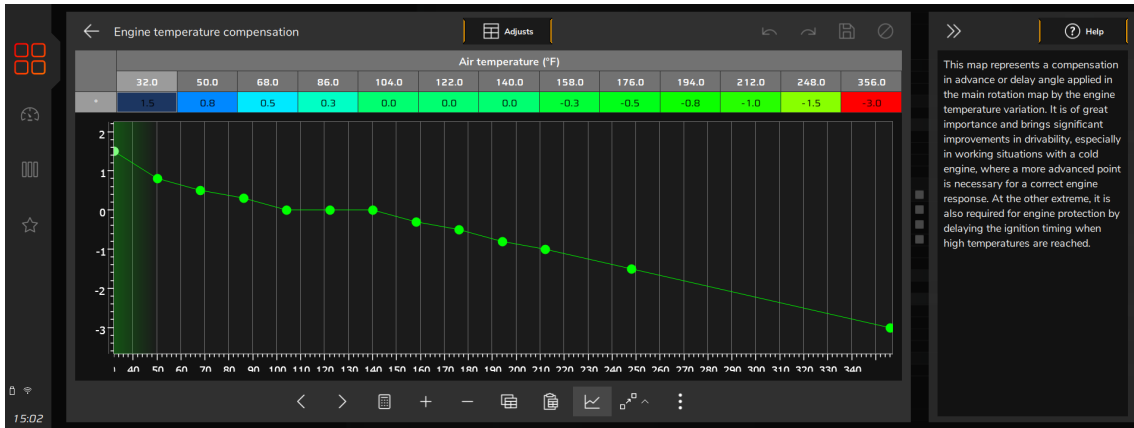 Engine temperature compensation
Adjusts
Help
Air temperature (°F)
32.0 50.0 68.0 86.0 104.0 122.0 140.0 158.0 176.0 194.0 212.0 248.0 356.0
° 1.5 0.8 0.5 0.3 0.0 0.0 0.0 -0.3 -0.5 -0.8 -1.0 -1.5 -3.0
2
1
0
-1
-2
-3
40 50 60 70 80 90 100 110 120 130 140 150 160 170 180 190 200 210 220 230 240 250 260 270 280 290 300 310 320 330 340
15:02
This map represents a compensation
in advance or delay angle applied in
the main rotation map by the engine
temperature variation. It is of great
importance and brings significant
improvements in drivability, especially
in working situations with a cold
engine, where a more advanced point
is necessary for a correct engine
response. At the other extreme, it is
also required for engine protection by
delaying the ignition timing when
high temperatures are reached.